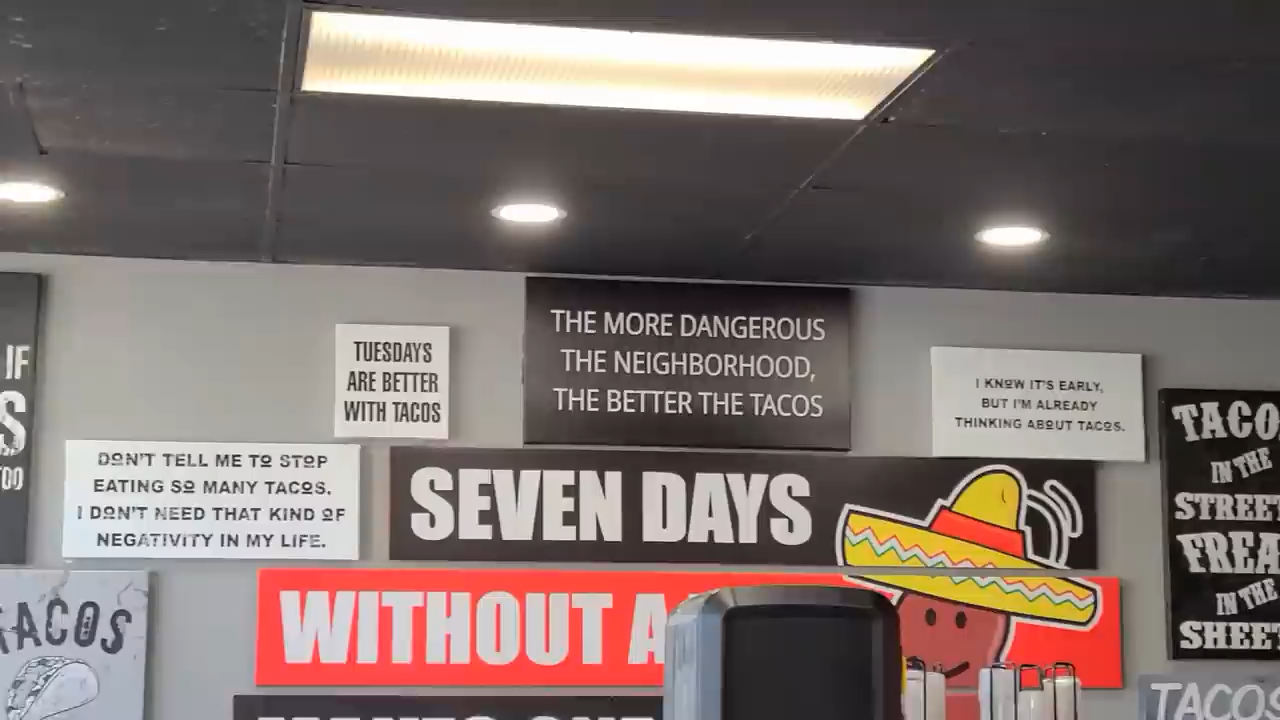 THE MORE DANGEROUS
THE NEIGHBORHOOD,
THE BETTER THE TACOS
TUESDAYS
ARE BETTER
WITH TACOS
I KNOW IT'S EARLY,
BUT I'M ALREADY
THINKING ABOUT TACOS.
IF
DON'T TELL ME TO STOP
EATING SO MANY TACOS.
I DON'T NEED THAT KIND OF
NEGATIVITY IN MY LIFE.
SEVEN DAYS
WITHOUT A
TACO
IN THE
STREET
FREA
IN THE
SHEET
TACOS
TACOS